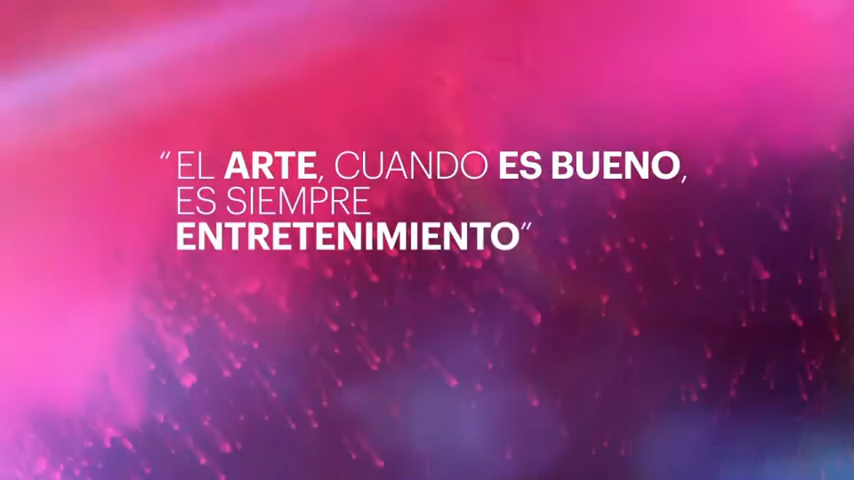 “EL ARTE, CUANDO ES BUENO,
ES SIEMPRE
ENTRETENIMIENTO”